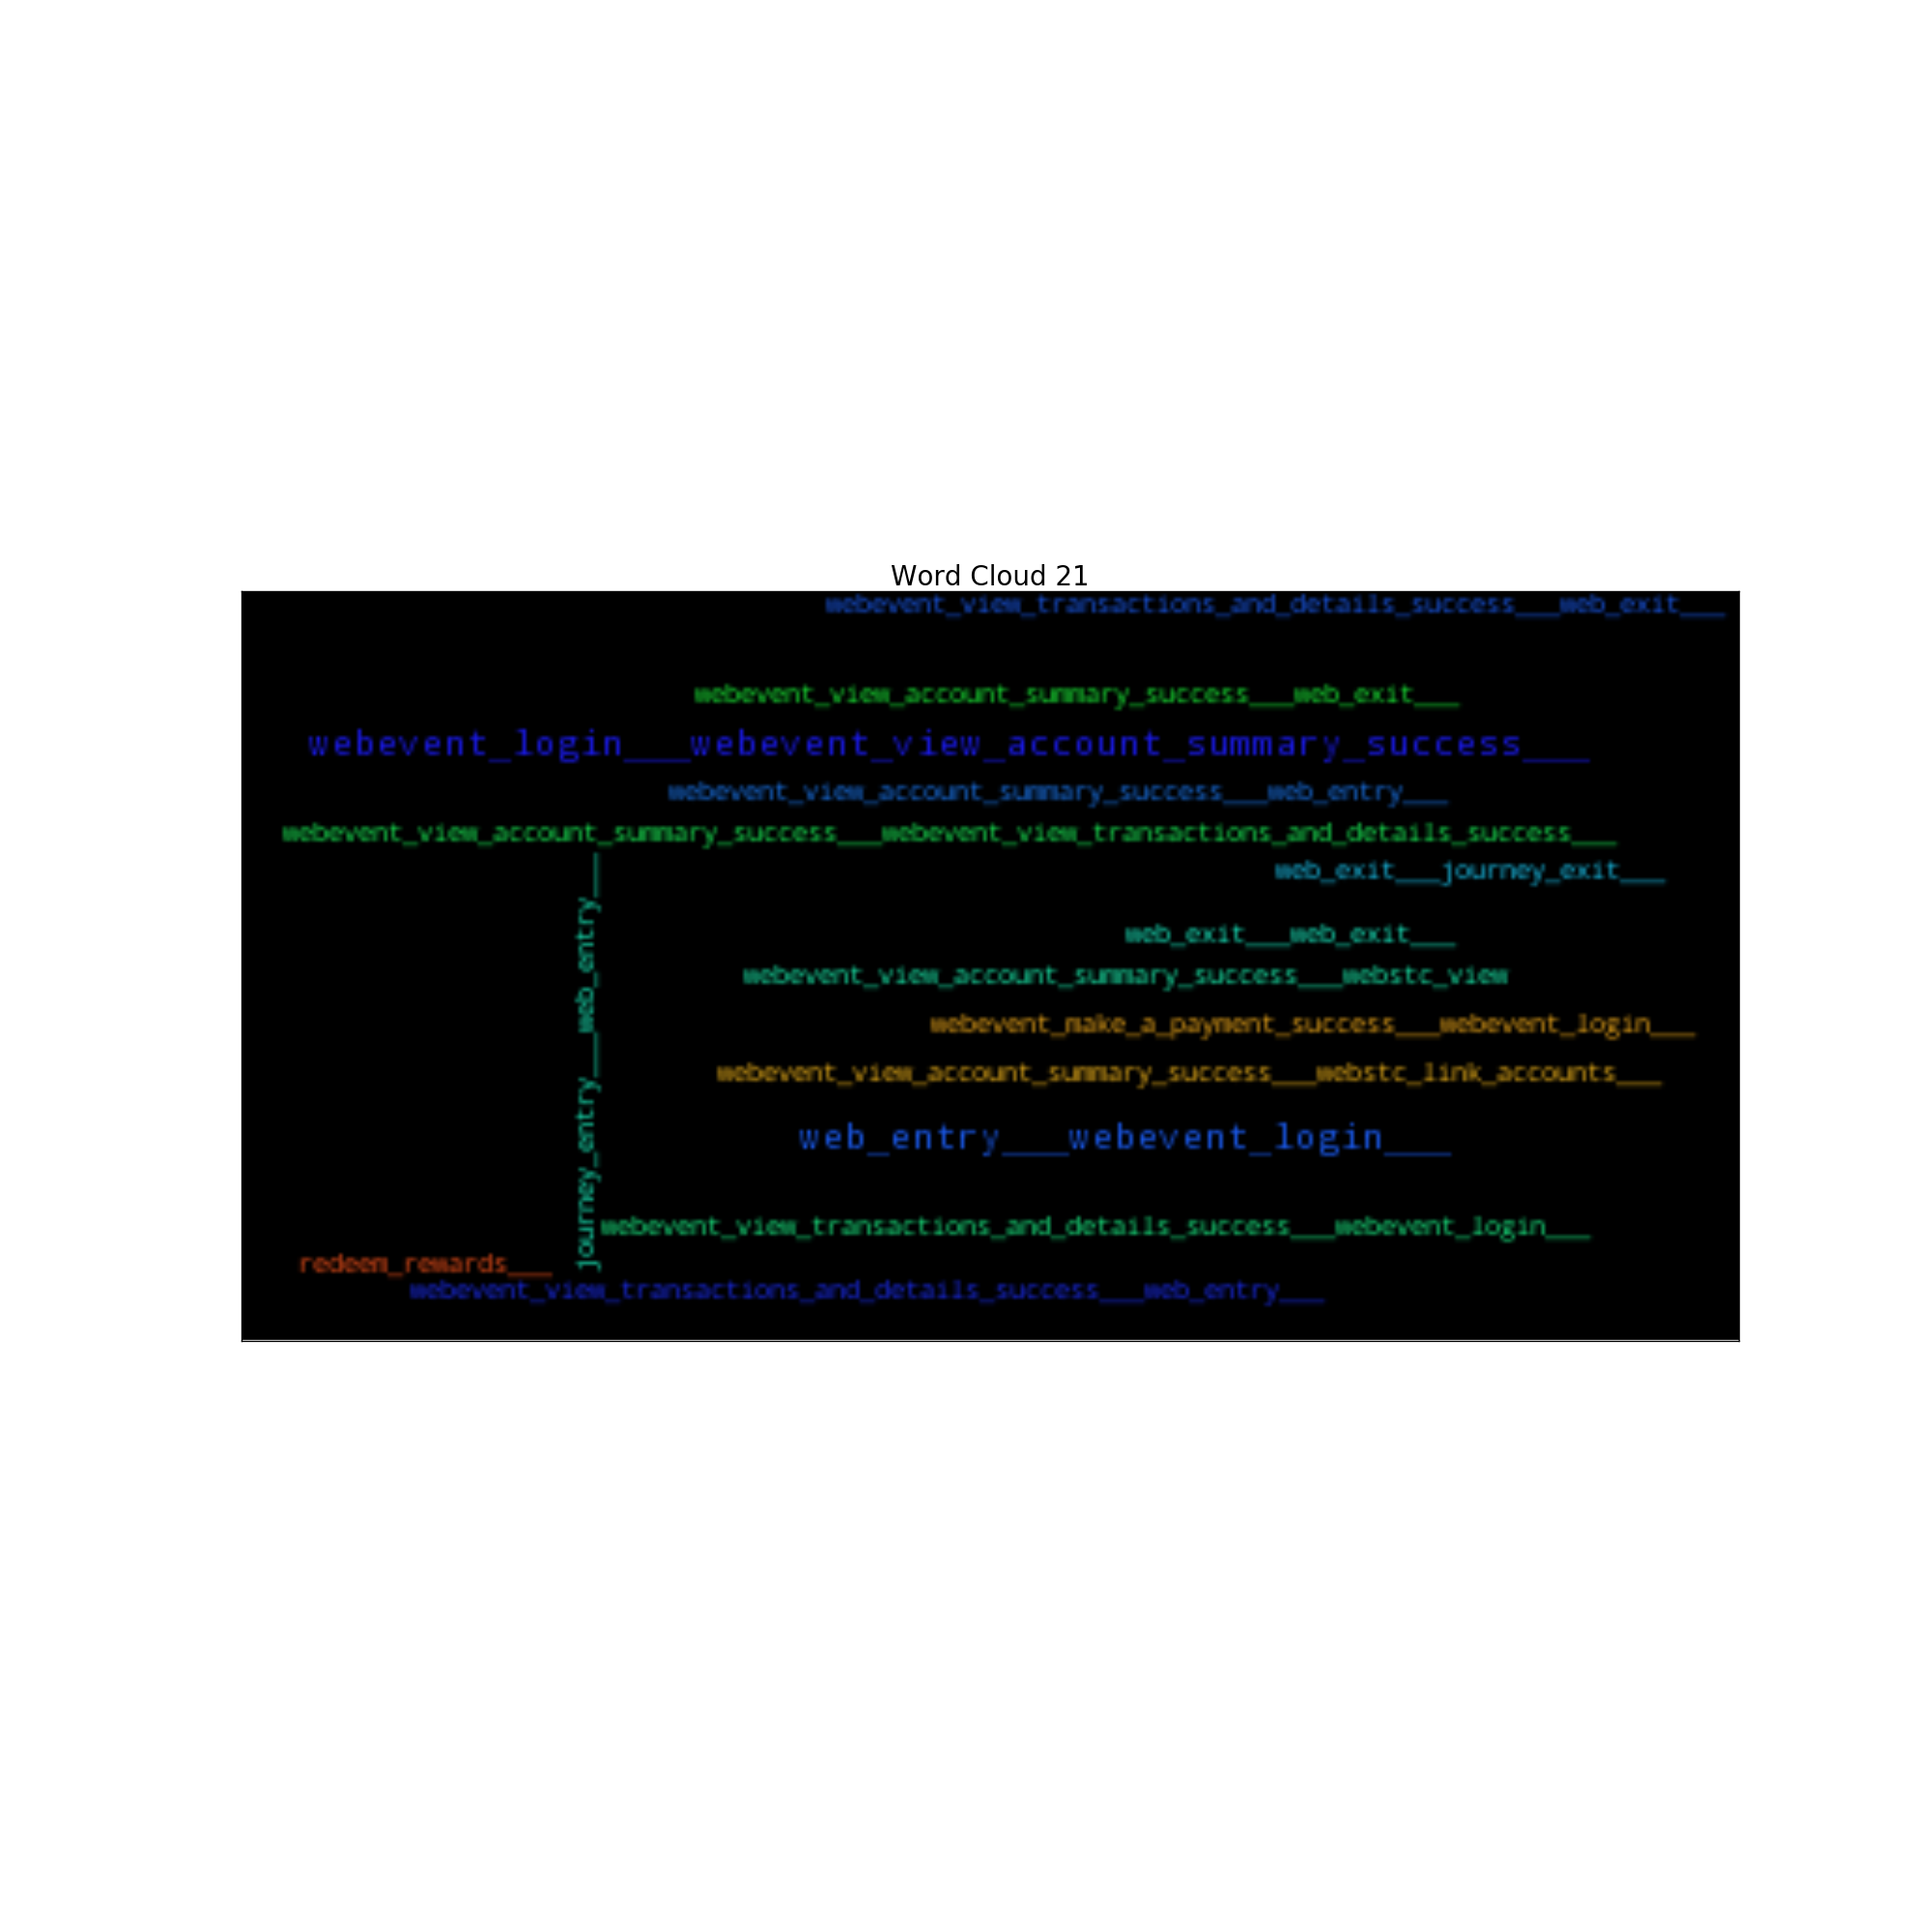 Word Cloud 21
webevent_view_transactions_and_details_success___web_exit___
webevent_view_account_summary_success___web_exit___
webevent_login___webevent_view_account_summary_success___
webevent_view_account_summary_success___web_entry___
webevent_view_account_summary_success___webevent_view_transactions_and_details_success___
web_exit___journey_exit___
journey_entry___web_entry___
web_exit___web_exit___
webevent_view_account_summary_success___webstc_view
webevent_make_a_payment_success___webevent_login___
webevent_view_account_summary_success___webstc_link_accounts___
web_entry___webevent_login___
webevent_view_transactions_and_details_success___webevent_login___
redeem_rewards___
webevent_view_transactions_and_details_success___web_entry___